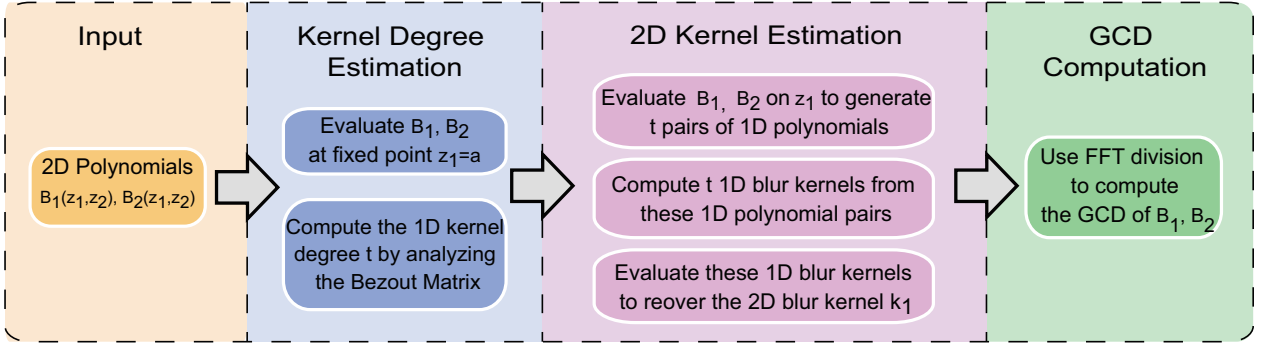 Input
2D Polynomials
B1(z1,z2), B2(z1,z2)
Kernel Degree
Estimation
Evaluate B1, B2
at fixed point z1=a
Compute the 1D kernel
degree t by analyzing
the Bezout Matrix
2D Kernel Estimation
Evaluate B1, B2 on z1 to generate
t pairs of 1D polynomials
Compute t 1D blur kernels from
these 1D polynomial pairs
Evaluate these 1D blur kernels
to reover the 2D blur kernel k1
GCD
Computation
Use FFT division
to compute
the GCD of B1, B2